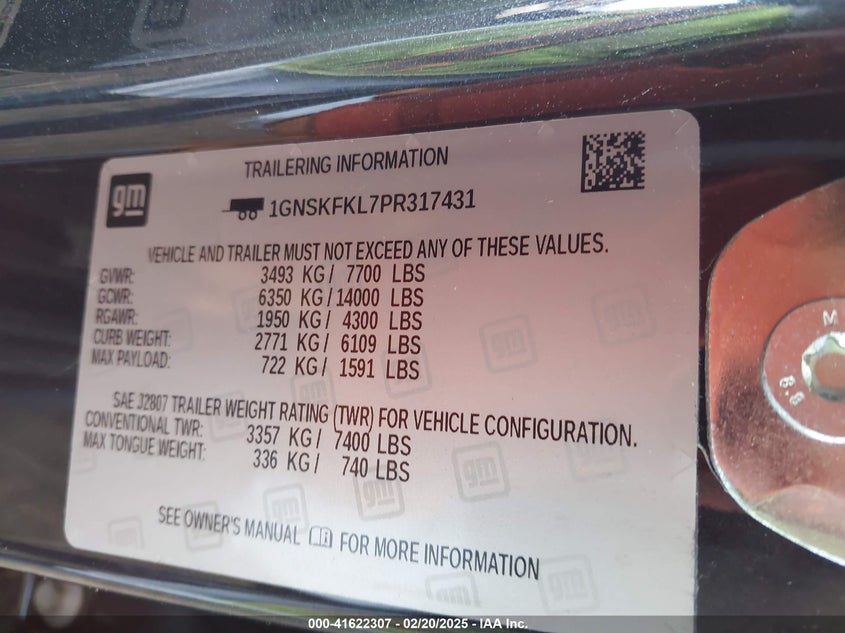 TRAILERING INFORMATION
gm
1GNSKFKL7PR317431
VEHICLE AND TRAILER MUST NOT EXCEED ANY OF THESE VALUES.
GVWR: 3493 KG / 7700 LBS
GCWR: 6350 KG / 14000 LBS
RGAWR: 1950 KG / 4300 LBS
CURB WEIGHT: 2771 KG / 6109 LBS
MAX PAYLOAD: 722 KG / 1591 LBS
SAE J2807 TRAILER WEIGHT RATING (TWR) FOR VEHICLE CONFIGURATION.
CONVENTIONAL TWR: 3357 KG / 7400 LBS
MAX TONGUE WEIGHT: 336 KG / 740 LBS
SEE OWNER'S MANUAL FOR MORE INFORMATION
M
8.8
000-41622307 - 02/20/2025 - IAA Inc.